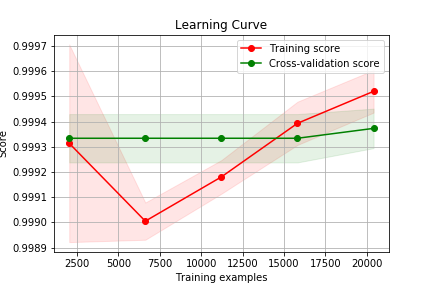 Learning Curve
Training score
Cross-validation score
0.9997
0.9996
0.9995
0.9994
0.9993
0.9992
0.9991
0.9990
0.9989
Score
2500 5000 7500 10000 12500 15000 17500 20000
Training examples